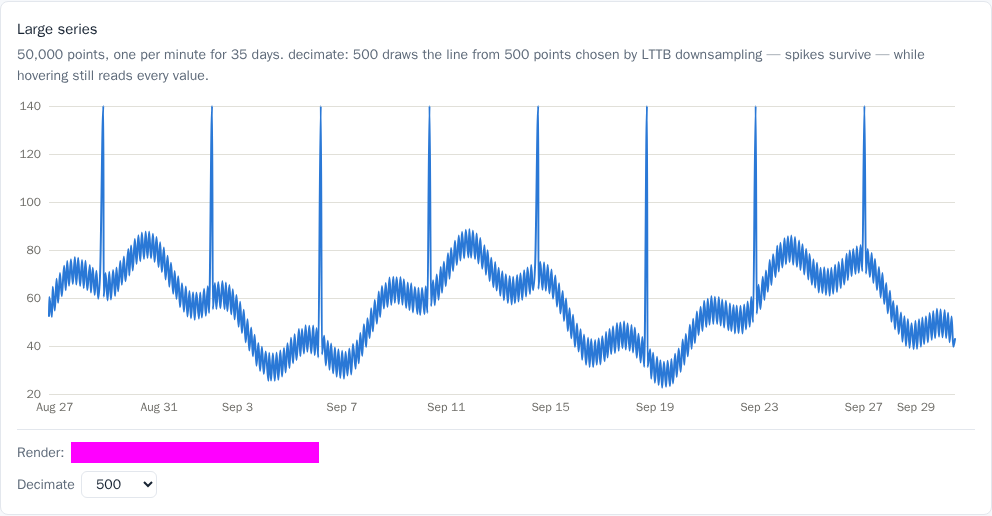 Large series
50,000 points, one per minute for 35 days. decimate: 500 draws the line from 500 points chosen by LTTB downsampling — spikes survive — while
hovering still reads every value.
140
120
100
80
60
40
20
Aug 27 Aug 31 Sep 3 Sep 7 Sep 11 Sep 15 Sep 19 Sep 23 Sep 27 Sep 29
Render:
Decimate 500